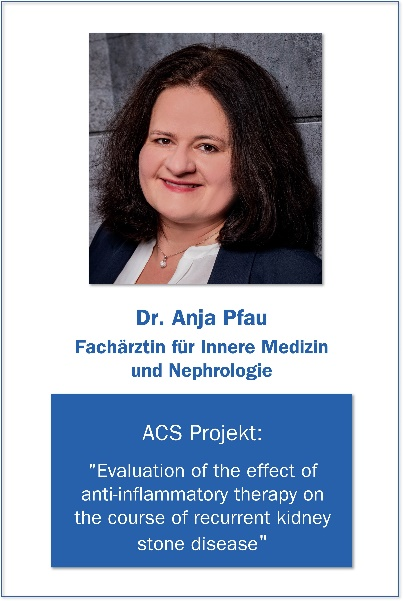 Dr. Anja Pfau
Fachärztin für Innere Medizin
und Nephrologie
ACS Projekt:
"Evaluation of the effect of
anti-inflammatory therapy on
the course of recurrent kidney
stone disease"